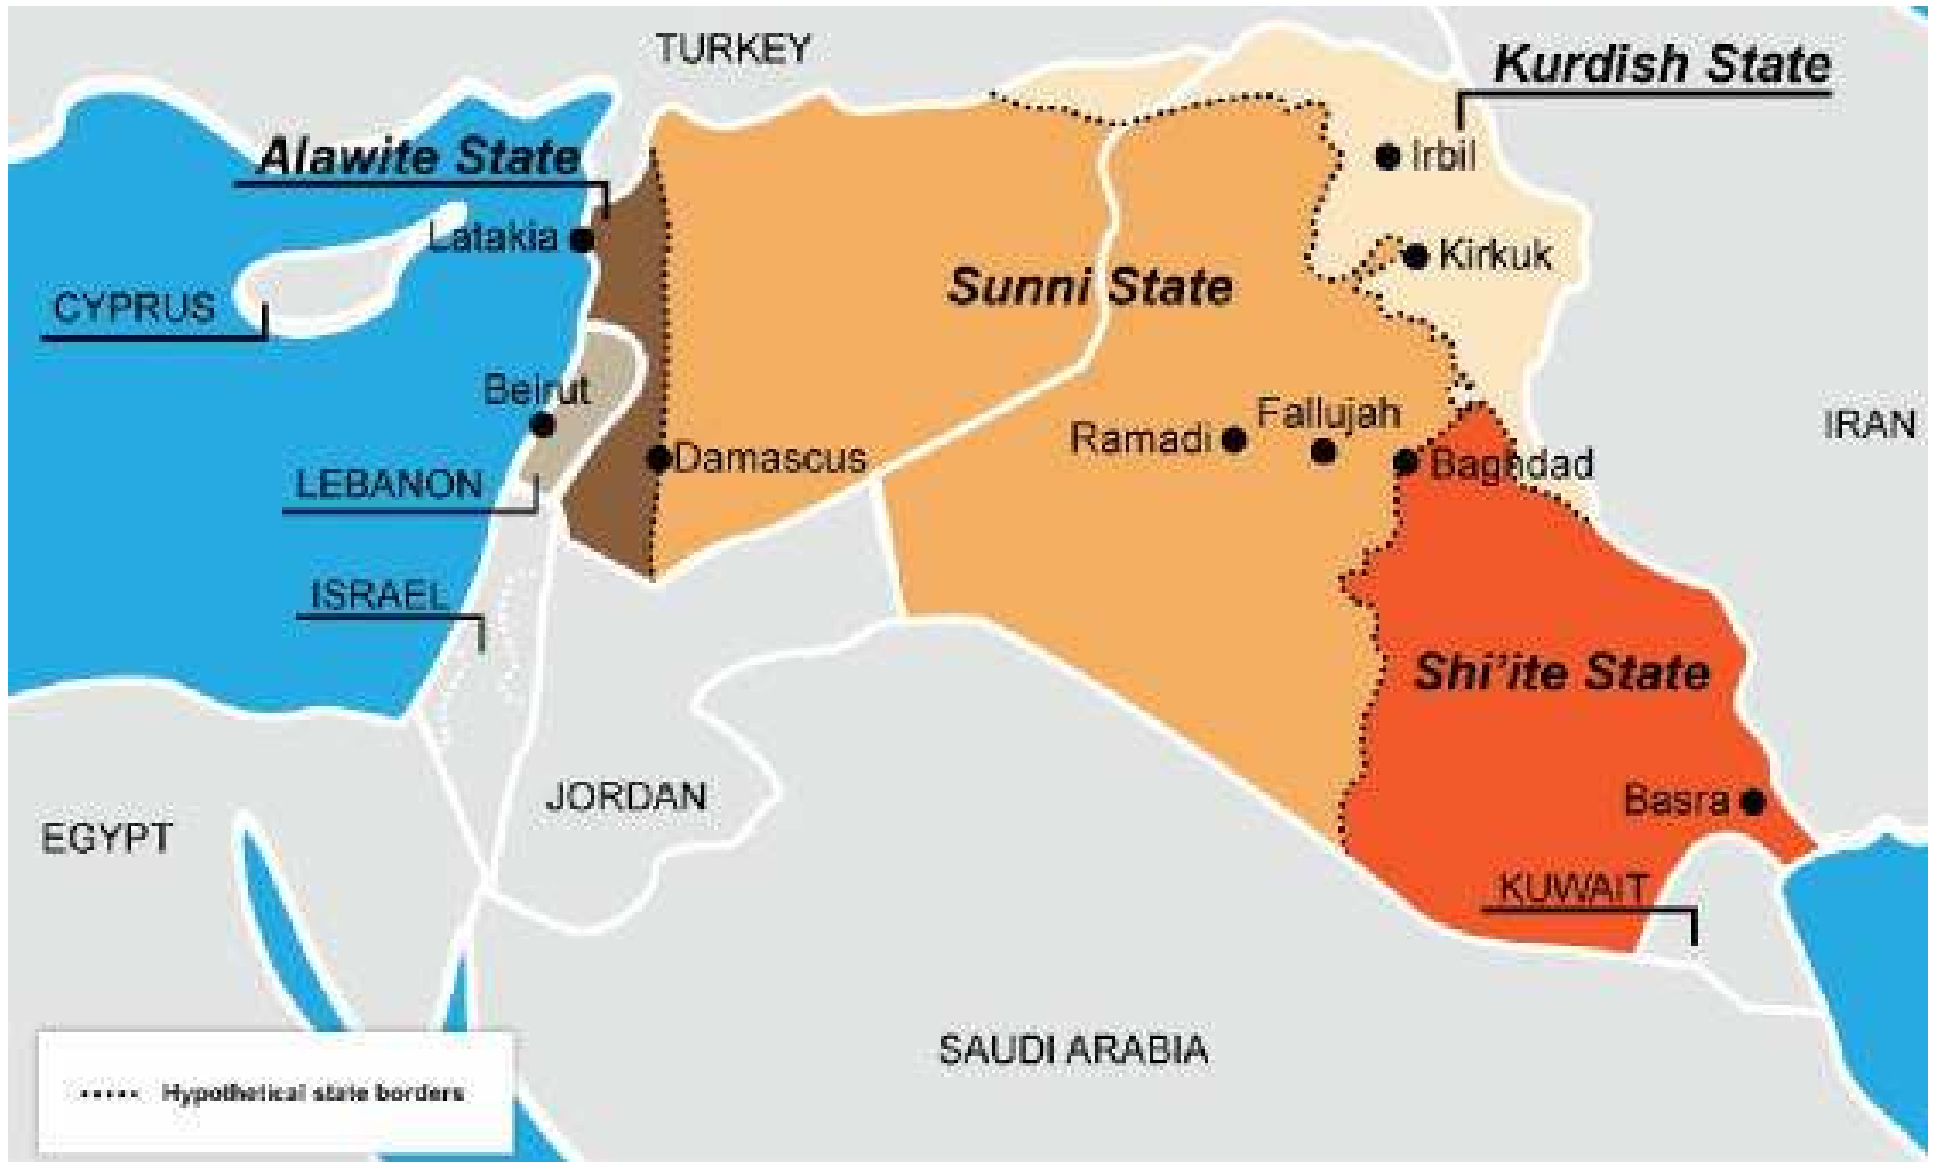 TURKEY
Kurdish State
Alawite State
Irbil
Latakia
Kirkuk
Sunni State
CYPRUS
Beirut
Fallujah
IRAN
Ramadi
Damascus
Baghdad
LEBANON
ISRAEL
Shi'ite State
JORDAN
Basra
EGYPT
KUWAIT
SAUDI ARABIA
Hypothetical state borders